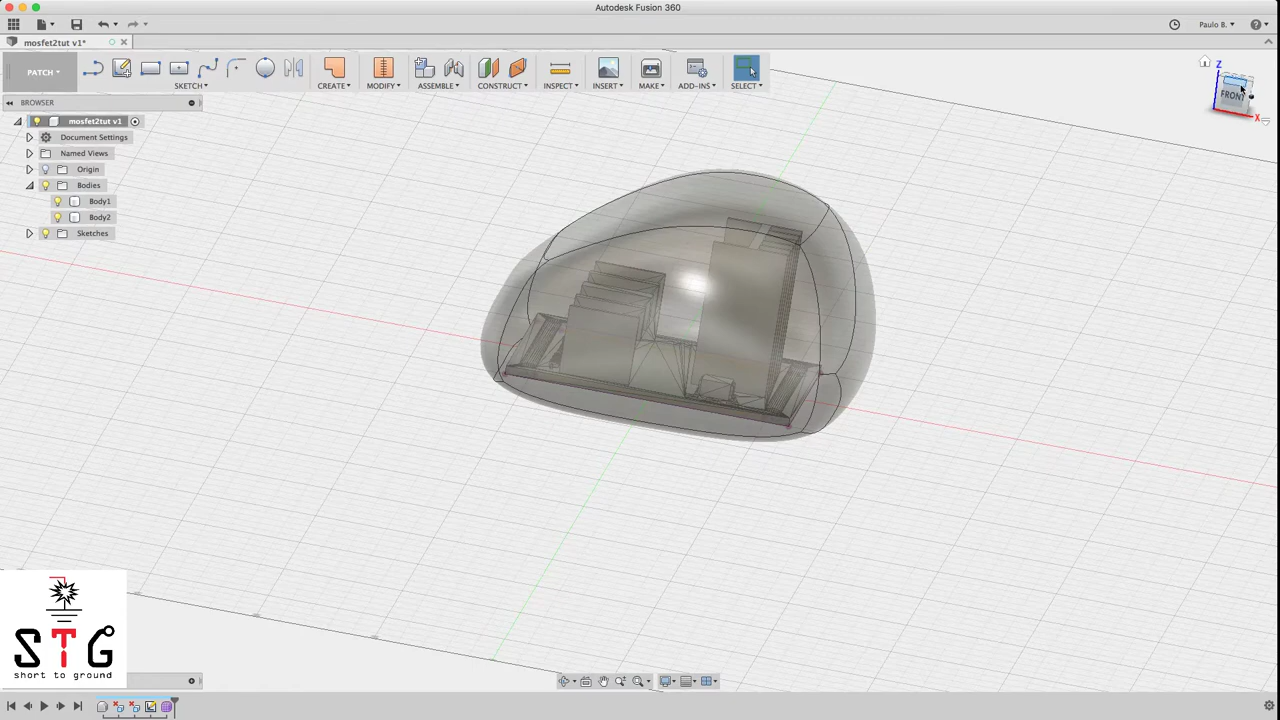 Autodesk Fusion 360
Paulo B.
mosfet2tut v1*
PATCH
SKETCH
CREATE
MODIFY
ASSEMBLE
CONSTRUCT
INSPECT
INSERT
MAKE
ADD-INS
SELECT
Z
FRONT
X
BROWSER
mosfet2tut v1
Document Settings
Named Views
Origin
Bodies
Body1
Body2
Sketches
STG
short to ground